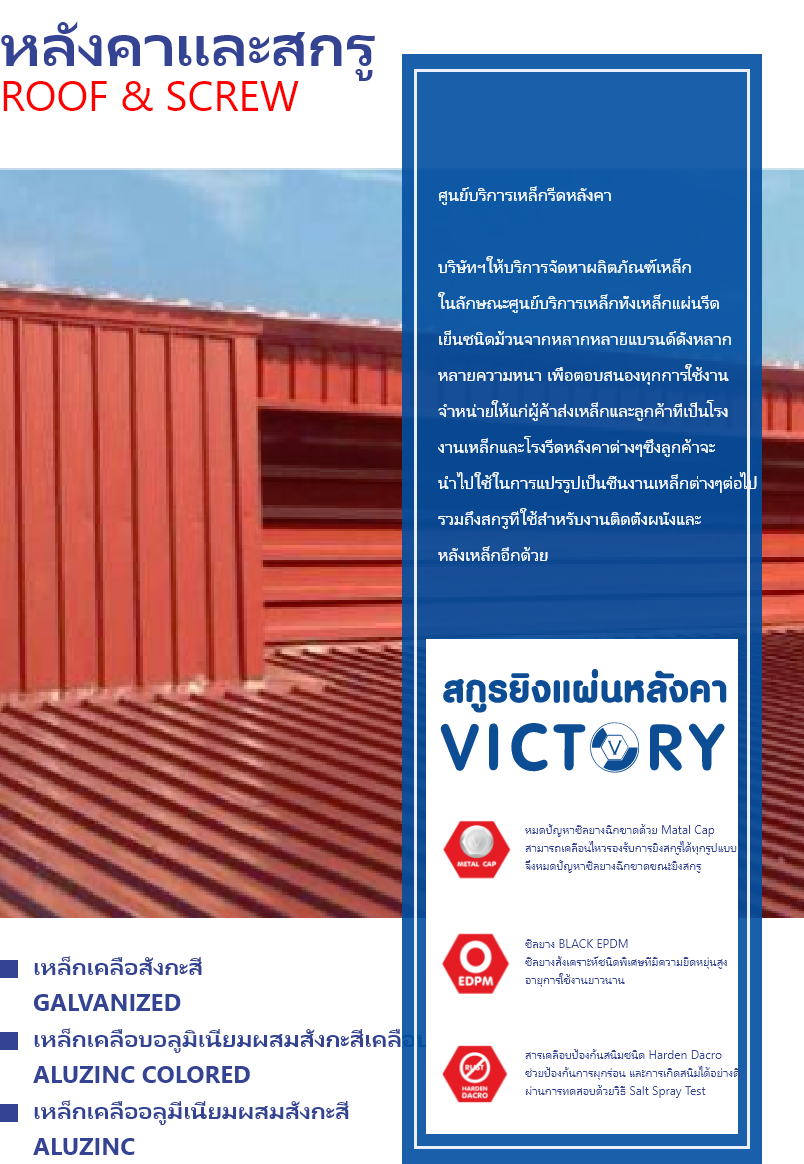 หลังคาและสกรู
ROOF & SCREW
ศูนย์บริการเหล็กรีดหลังคา
บริษัทฯให้บริการจัดหาผลิตภัณฑ์เหล็ก
ในลักษณะศูนย์บริการเหล็กทั้งเหล็กแผ่นรีด
เย็นชนิดม้วนจากหลากหลายแบรนด์ดังหลาก
หลายความหนา เพื่อตอบสนองทุกการใช้งาน
จำหน่ายให้แก่ผู้ค้าส่งเหล็กและลูกค้าที่เป็นโรง
งานเหล็กและโรงรีดหลังคาต่างๆซึ่งลูกค้าจะ
นำไปใช้ในการแปรรูปเป็นชิ้นงานเหล็กต่างๆต่อไป
รวมถึงสกรูที่ใช้สำหรับงานติดตั้งผนังและ
หลังเหล็กอีกด้วย
สกูรยิงแผ่นหลังคา
VICTORY
V
METAL CAP
หมดปัญหาซีลยางฉีกขาดด้วย Matal Cap
สามารถเคลื่อนไหวรองรับการยิงสกรูได้ทุกรูปแบบ
จึงหมดปัญหาซีลยางฉีกขาดขณะยิงสกรู
EDPM
ซีลยาง BLACK EPDM
ซีลยางสังเคราะห์ชนิดพิเศษที่มีความยืดหยุ่นสูง
อายุการใช้งานยาวนาน
RUST
HARDEN
DACRO
สารเคลือบป้องกันสนิมชนิด Harden Dacro
ช่วยป้องกันการผุกร่อน และการเกิดสนิมได้อย่างดี
ผ่านการทดสอบด้วยวิธี Salt Spray Test
เหล็กเคลือสังกะสี
GALVANIZED
เหล็กเคลือบอลูมิเนียมผสมสังกะสีเคลือบ
ALUZINC COLORED
เหล็กเคลืออลูมีเนียมผสมสังกะสี
ALUZINC